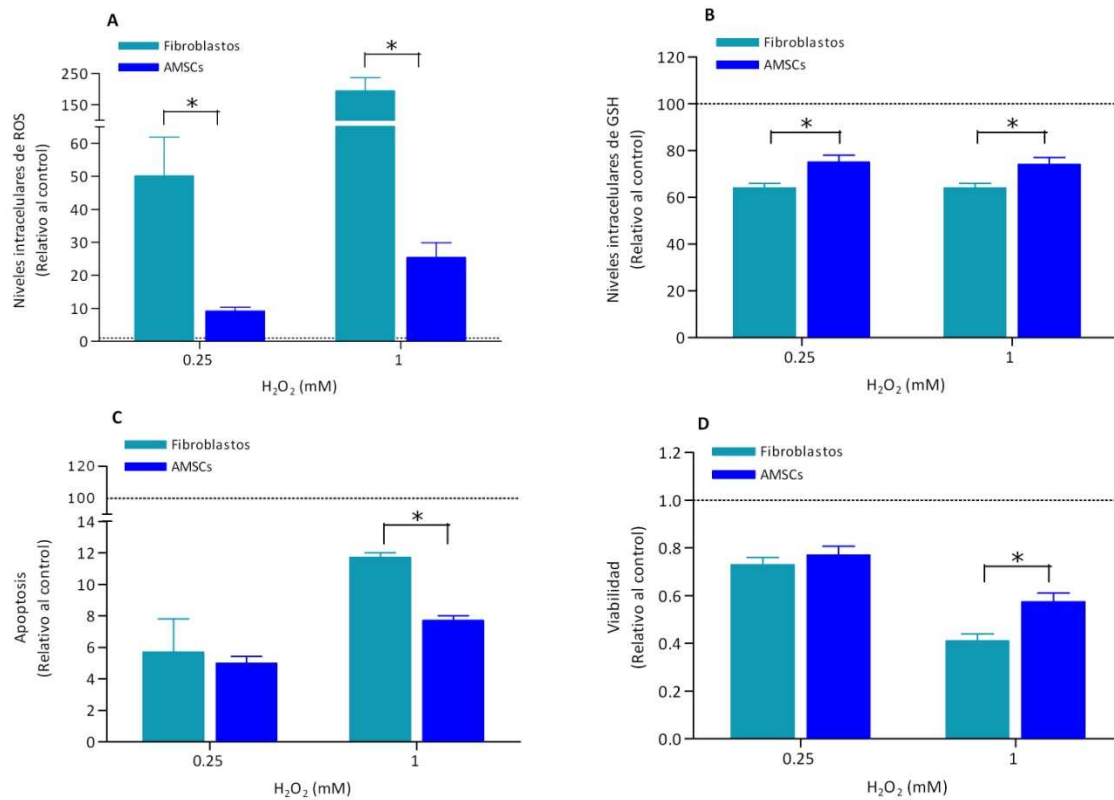 A
Fibroblastos
AMSCs
*
*
250
150
60
50
40
30
20
10
0
Niveles intracelulares de ROS
(Relativo al control)
0.25
1
H₂O₂ (mM)
B
Fibroblastos
AMSCs
120
100
80
60
40
20
0
*
*
Niveles intracelulares de GSH
(Relativo al control)
0.25
1
H₂O₂ (mM)
C
Fibroblastos
AMSCs
120
100
14
12
10
8
6
4
2
0
*
Apoptosis
(Relativo al control)
0.25
1
H₂O₂ (mM)
D
Fibroblastos
AMSCs
1.2
1.0
0.8
0.6
0.4
0.2
0.0
*
Viabilidad
(Relativo al control)
0.25
1
H₂O₂ (mM)